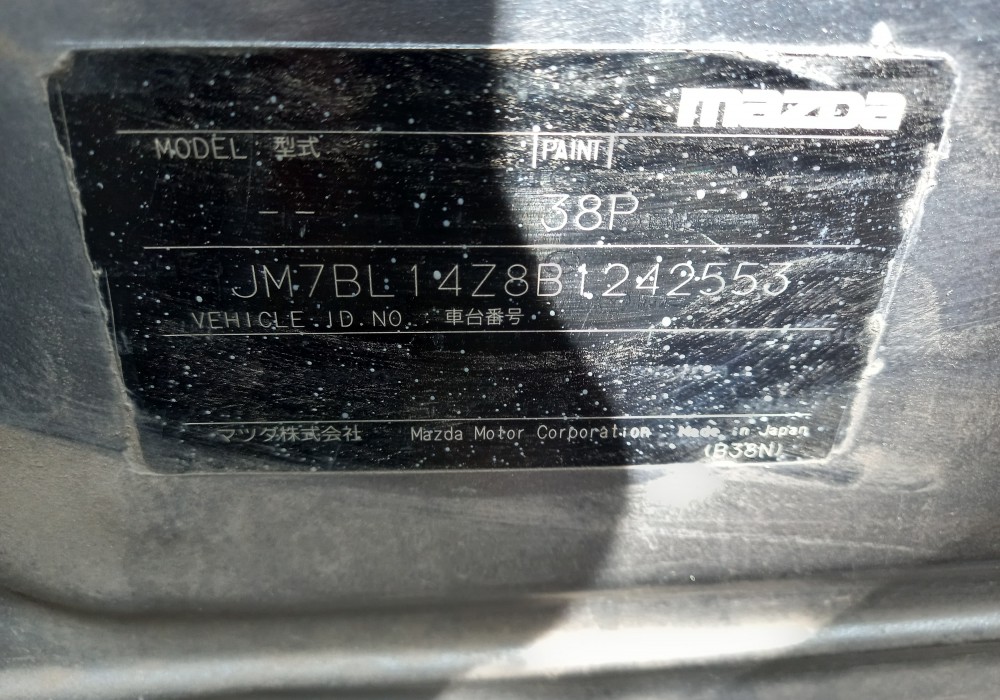 mazda
MODEL 型式 PAINT
-- 38P
JM7BL14Z8B1242553
VEHICLE ID.NO. 車台番号
マツダ株式会社 Mazda Motor Corporation Made in Japan
(B38N)